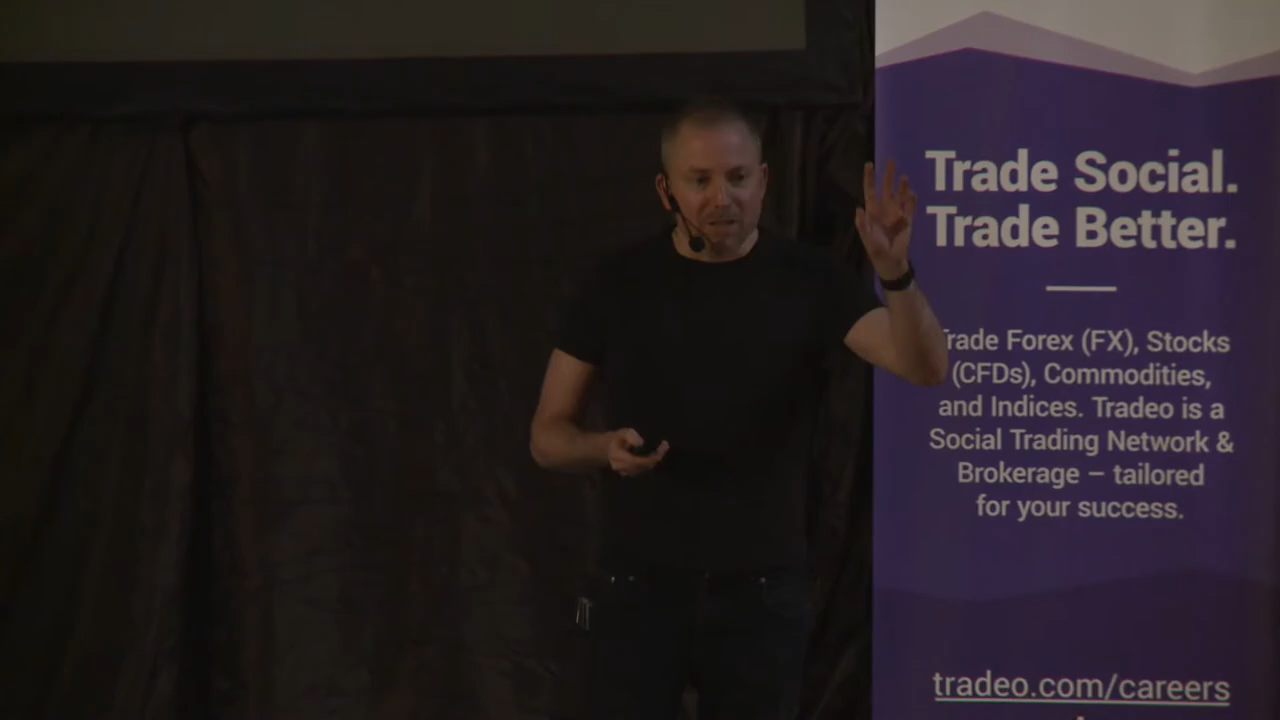 Trade Social.
Trade Better.
Trade Forex (FX), Stocks
(CFDs), Commodities,
and Indices. Tradeo is a
Social Trading Network &
Brokerage – tailored
for your success.
tradeo.com/careers